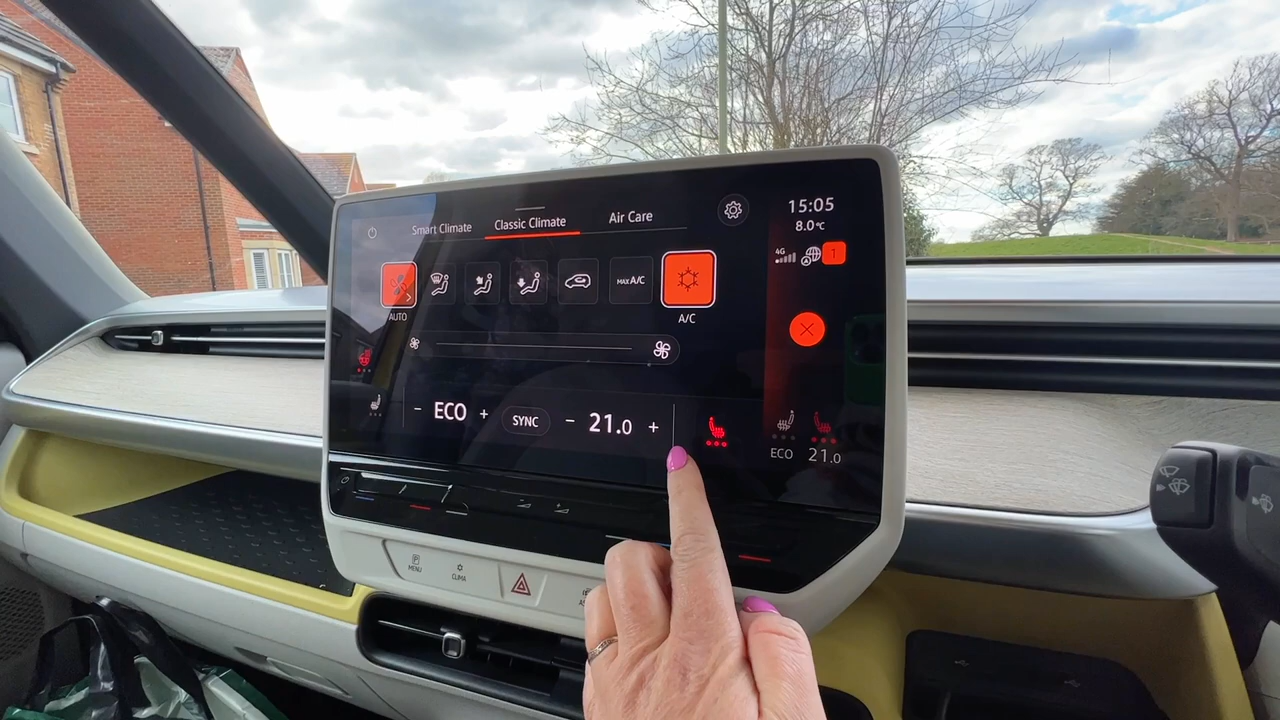 Smart Climate Classic Climate Air Care
15:05
8.0°C
4G
1
MAX A/C
AUTO
A/C
- ECO + SYNC - 21.0 +
ECO 21.0
P
MENU
CLIMA